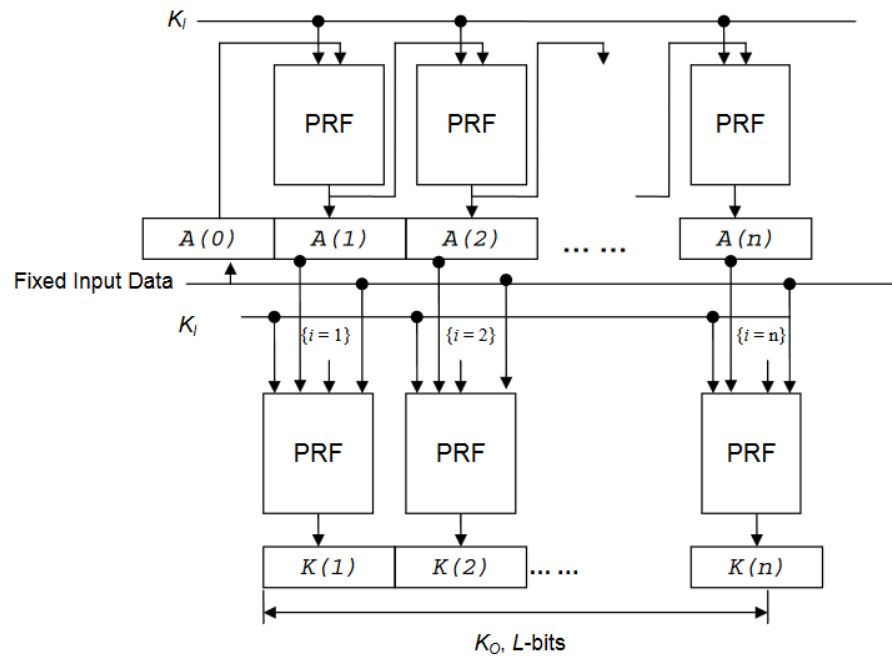 K_I
PRF PRF PRF
A(0) A(1) A(2) … … A(n)
Fixed Input Data
K_I
{i = 1} {i = 2} {i = n}
PRF PRF PRF
K(1) K(2) … … K(n)
K_O, L-bits